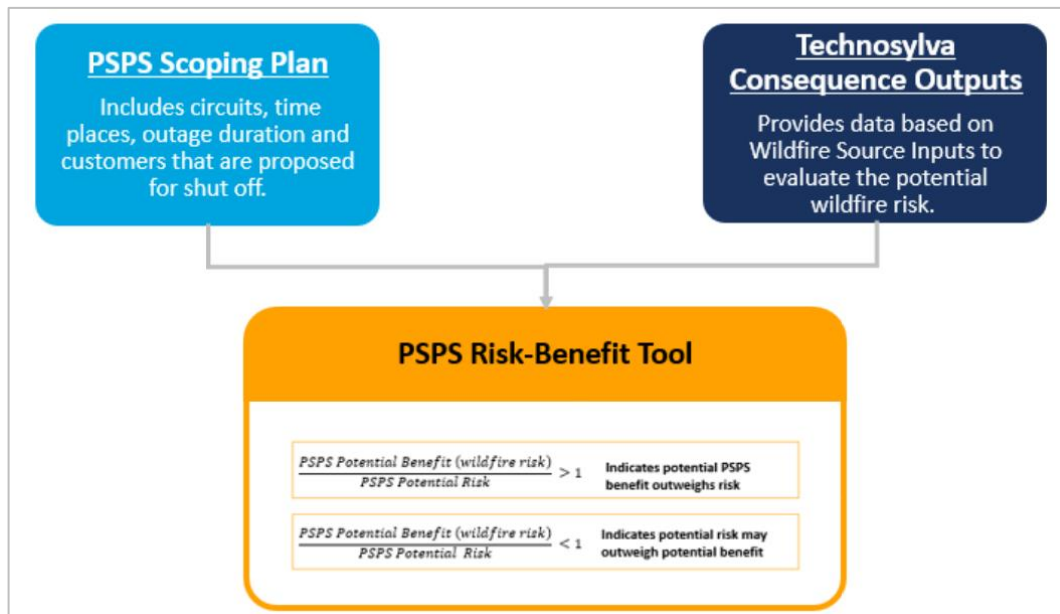 PSPS Scoping Plan
Includes circuits, time
places, outage duration and
customers that are proposed
for shut off.
Technosylva
Consequence Outputs
Provides data based on
Wildfire Source Inputs to
evaluate the potential
wildfire risk.
PSPS Risk-Benefit Tool
PSPS Potential Benefit (wildfire risk)
PSPS Potential Risk
> 1
Indicates potential PSPS
benefit outweighs risk
PSPS Potential Benefit (wildfire risk)
PSPS Potential Risk
< 1
Indicates potential risk may
outweigh potential benefit